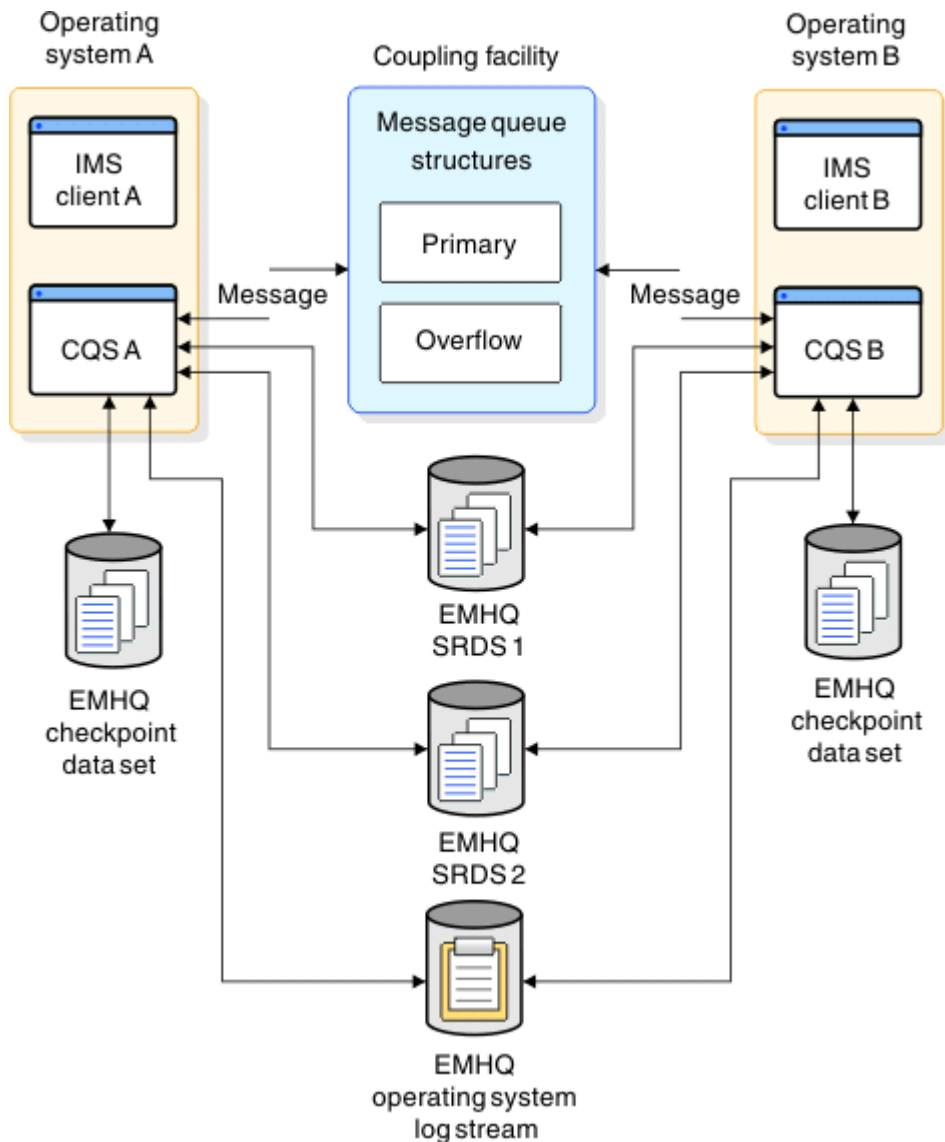 Operating
system A
Coupling facility
Operating
system B
IMS
client A
Message queue
structures
IMS
client B
Primary
Message
Message
CQS A
Overflow
CQS B
EMHQ
SRDS 1
EMHQ
checkpoint
data set
EMHQ
checkpoint
data set
EMHQ
SRDS 2
EMHQ
operating system
log stream